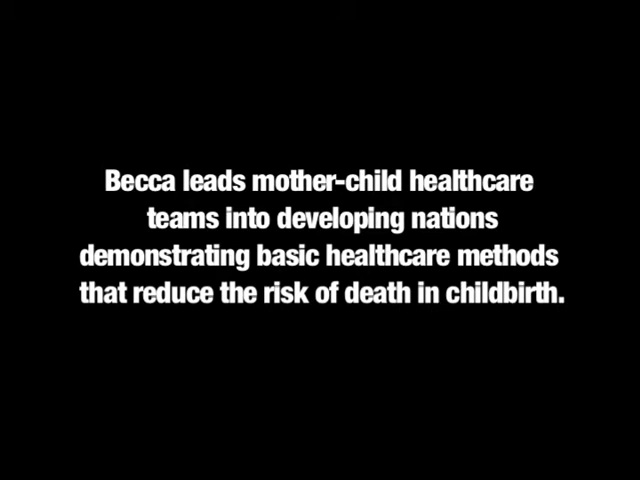 Becca leads mother-child healthcare
teams into developing nations
demonstrating basic healthcare methods
that reduce the risk of death in childbirth.